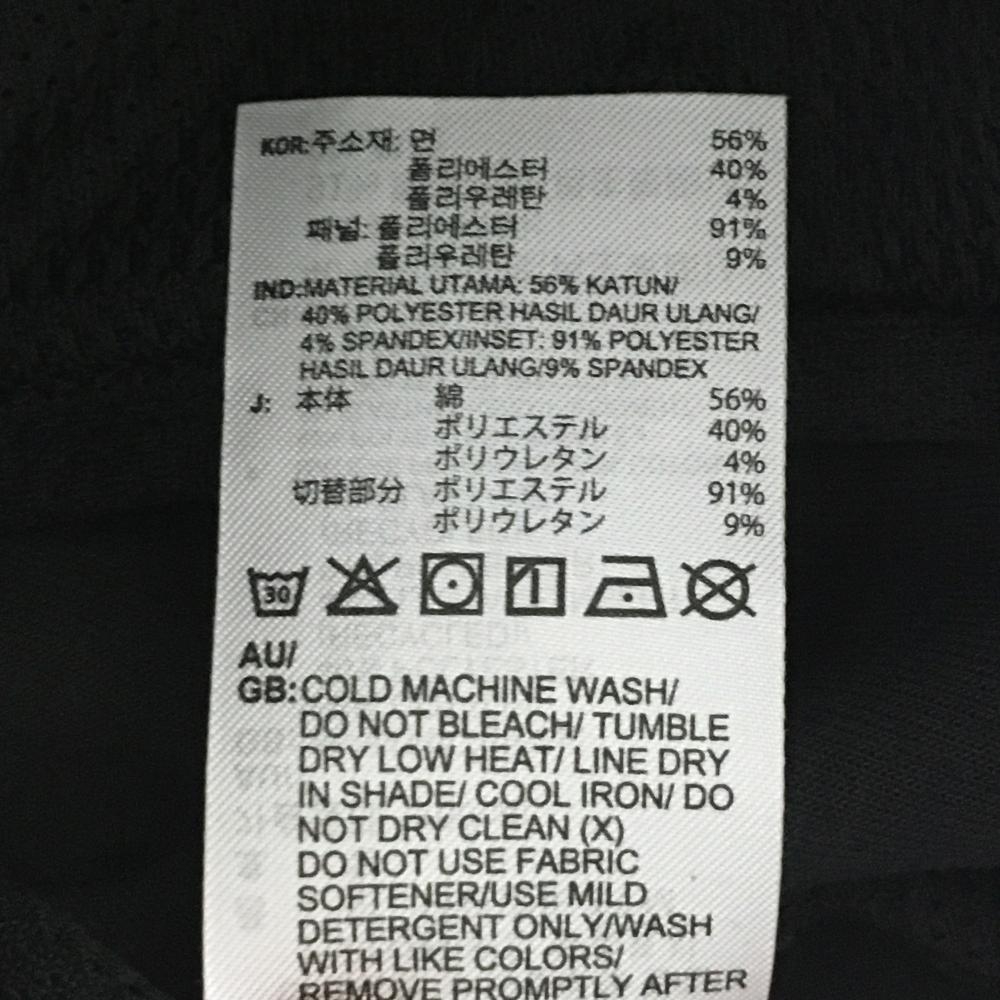 KOR: 주소재: 면 56%
폴리에스터 40%
폴리우레탄 4%
패널: 폴리에스터 91%
폴리우레탄 9%
IND: MATERIAL UTAMA: 56% KATUN/
40% POLYESTER HASIL DAUR ULANG/
4% SPANDEX/INSET: 91% POLYESTER
HASIL DAUR ULANG/9% SPANDEX
J: 本体 綿 56%
ポリエステル 40%
ポリウレタン 4%
切替部分 ポリエステル 91%
ポリウレタン 9%
30
AU/
GB: COLD MACHINE WASH/
DO NOT BLEACH/ TUMBLE
DRY LOW HEAT/ LINE DRY
IN SHADE/ COOL IRON/ DO
NOT DRY CLEAN (X)
DO NOT USE FABRIC
SOFTENER/USE MILD
DETERGENT ONLY/WASH
WITH LIKE COLORS/
REMOVE PROMPTLY AFTER